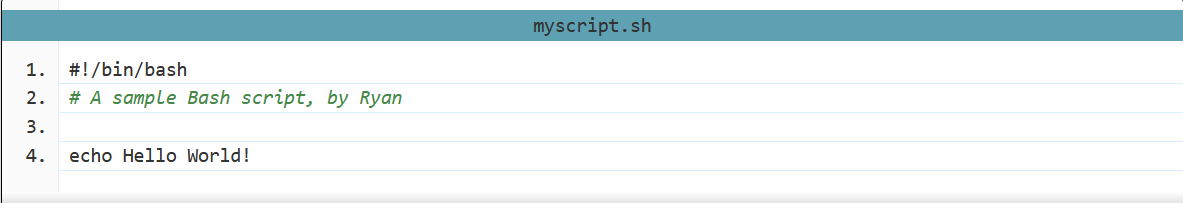 myscript.sh
1. #!/bin/bash
2. # A sample Bash script, by Ryan
3.
4. echo Hello World!